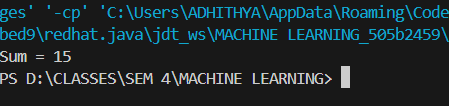 ges' '-cp' 'C:\Users\ADHITHYA\AppData\Roaming\Code
bed9\redhat.java\jdt_ws\MACHINE LEARNING_505b2459\
Sum = 15
PS D:\CLASSES\SEM 4\MACHINE LEARNING>